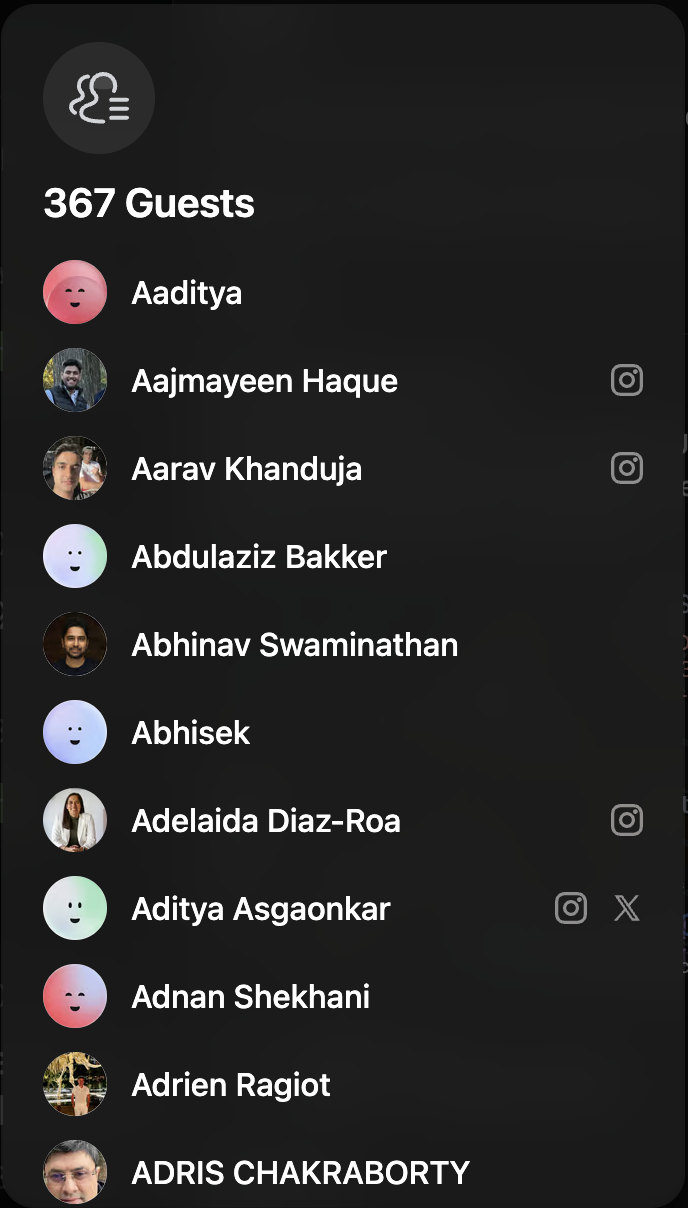 367 Guests
Aaditya
Aajmayeen Haque
Aarav Khanduja
Abdulaziz Bakker
Abhinav Swaminathan
Abhisek
Adelaida Diaz-Roa
Aditya Asgaonkar
Adnan Shekhani
Adrien Ragiot
ADRIS CHAKRABORTY